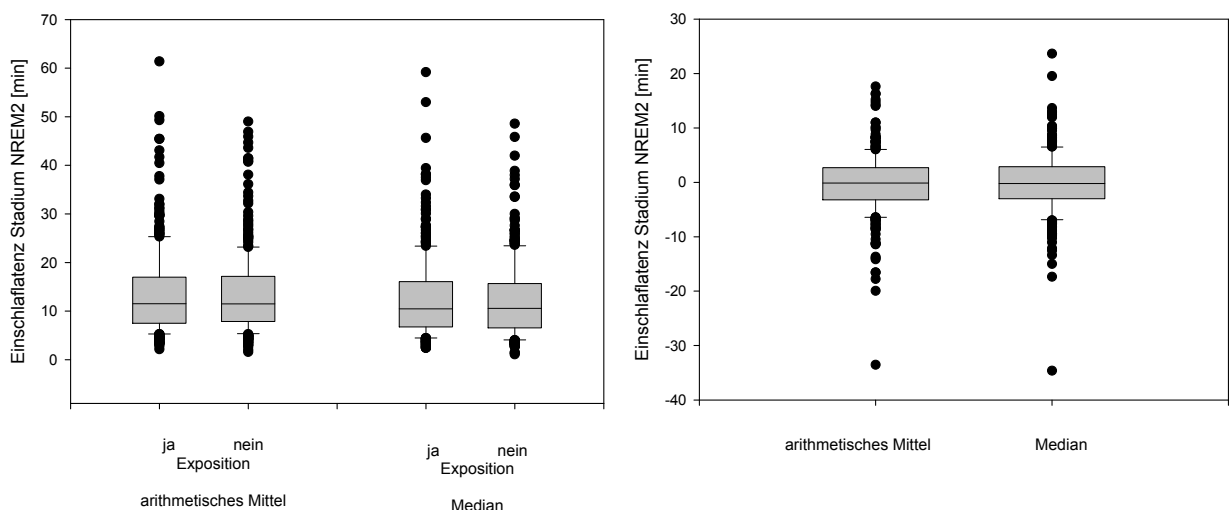 Einschlaflatenz Stadium NREM2 [min]
70
60
50
40
30
20
10
0
ja
nein
Exposition
arithmetisches Mittel
ja
nein
Exposition
Median
Einschlaflatenz Stadium NREM2 [min]
30
20
10
0
-10
-20
-30
-40
arithmetisches Mittel
Median